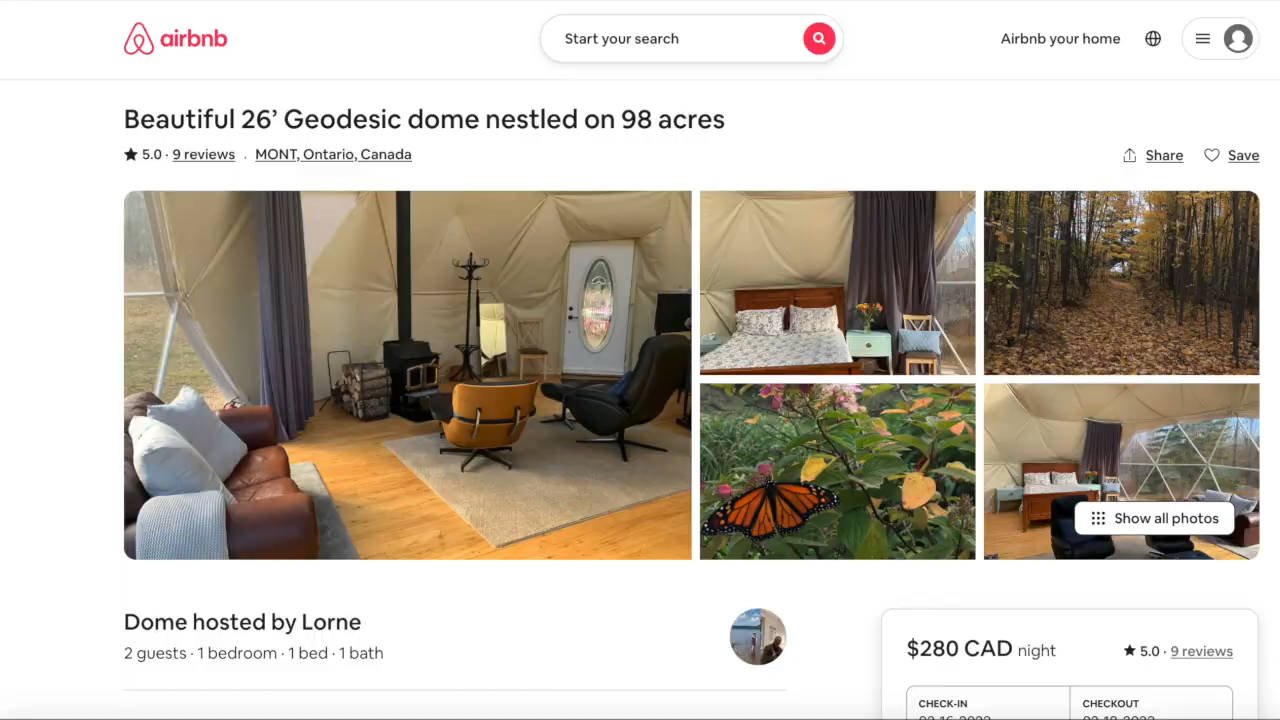 airbnb
Start your search
Airbnb your home
Beautiful 26’ Geodesic dome nestled on 98 acres
5.0 · 9 reviews . MONT, Ontario, Canada
Share
Save
Show all photos
Dome hosted by Lorne
2 guests · 1 bedroom · 1 bed · 1 bath
$280 CAD night
5.0 · 9 reviews
CHECK-IN
CHECKOUT